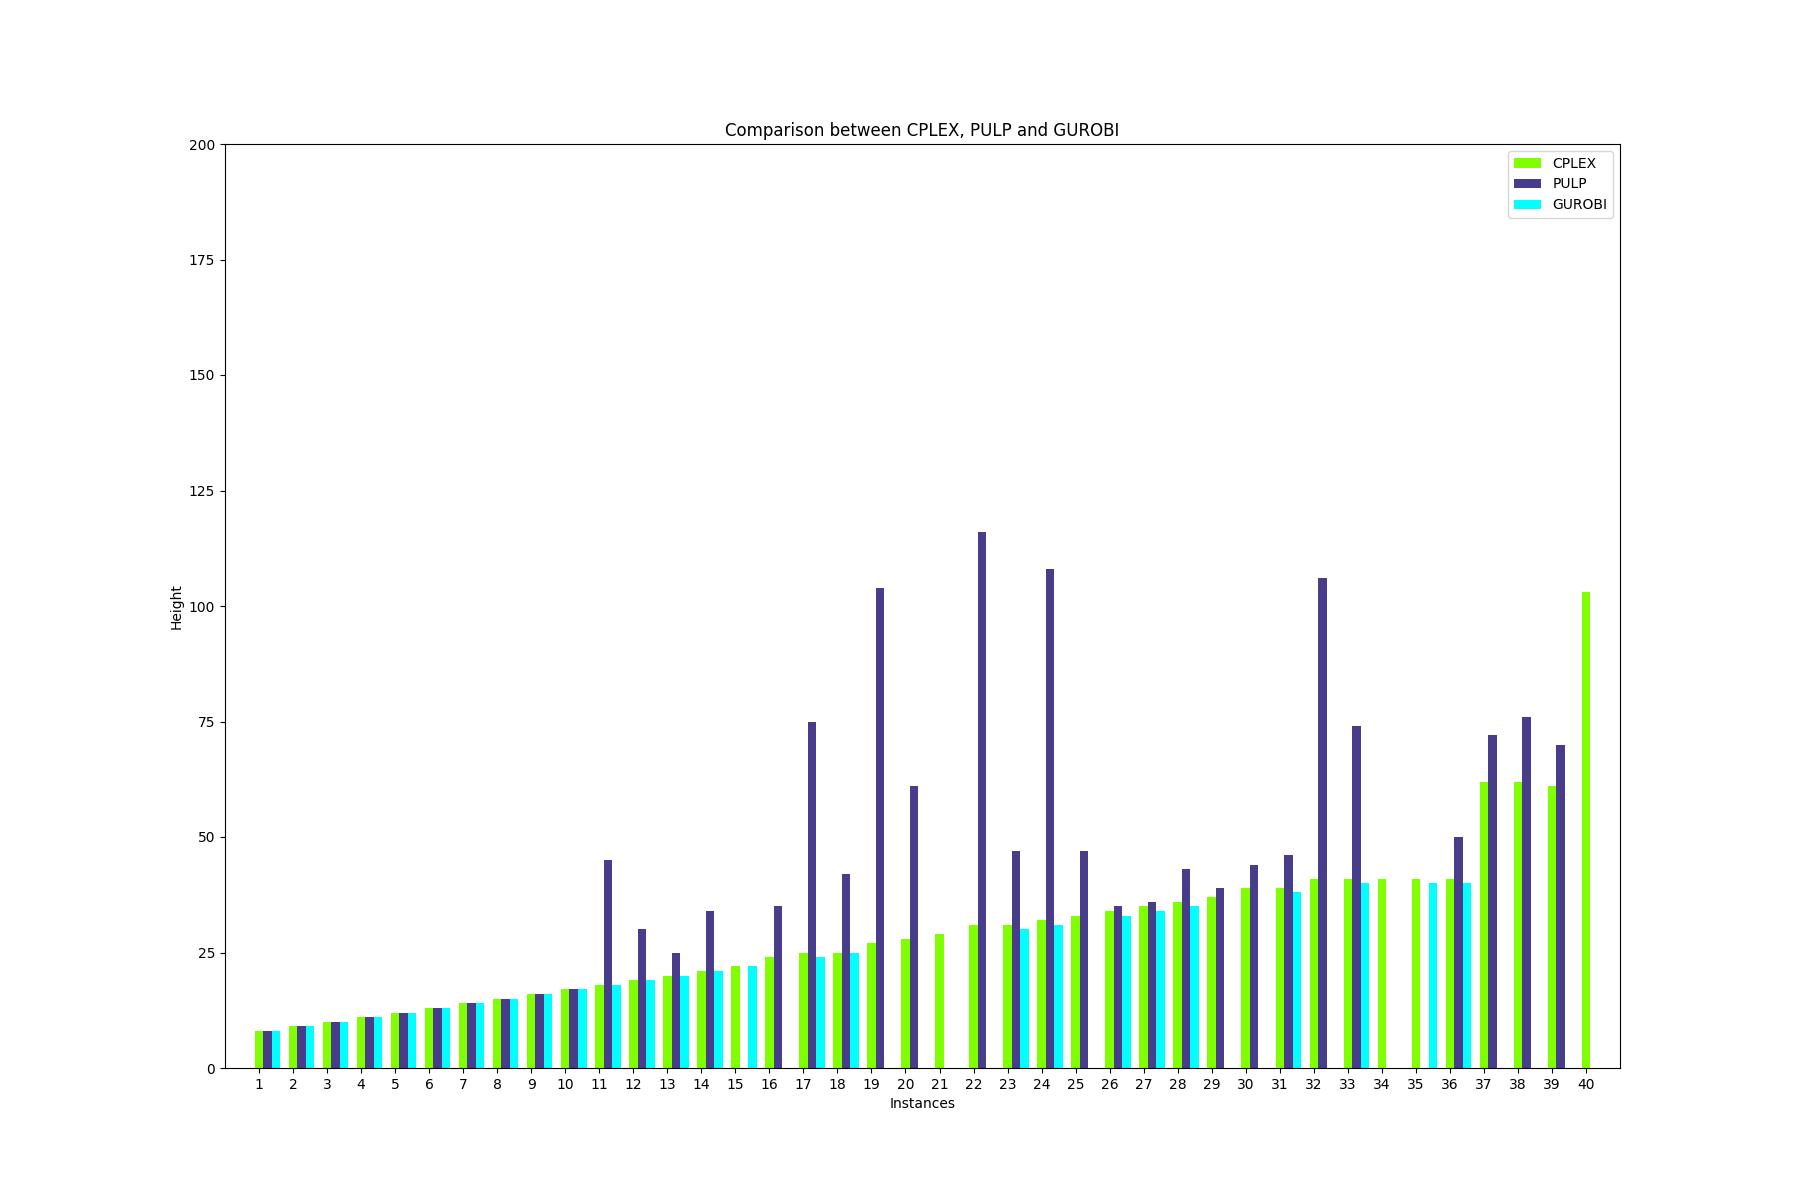 Comparison between CPLEX, PULP and GUROBI
CPLEX
PULP
GUROBI
200
175
150
125
100
75
50
25
0
Height
1 2 3 4 5 6 7 8 9 10 11 12 13 14 15 16 17 18 19 20 21 22 23 24 25 26 27 28 29 30 31 32 33 34 35 36 37 38 39 40
Instances